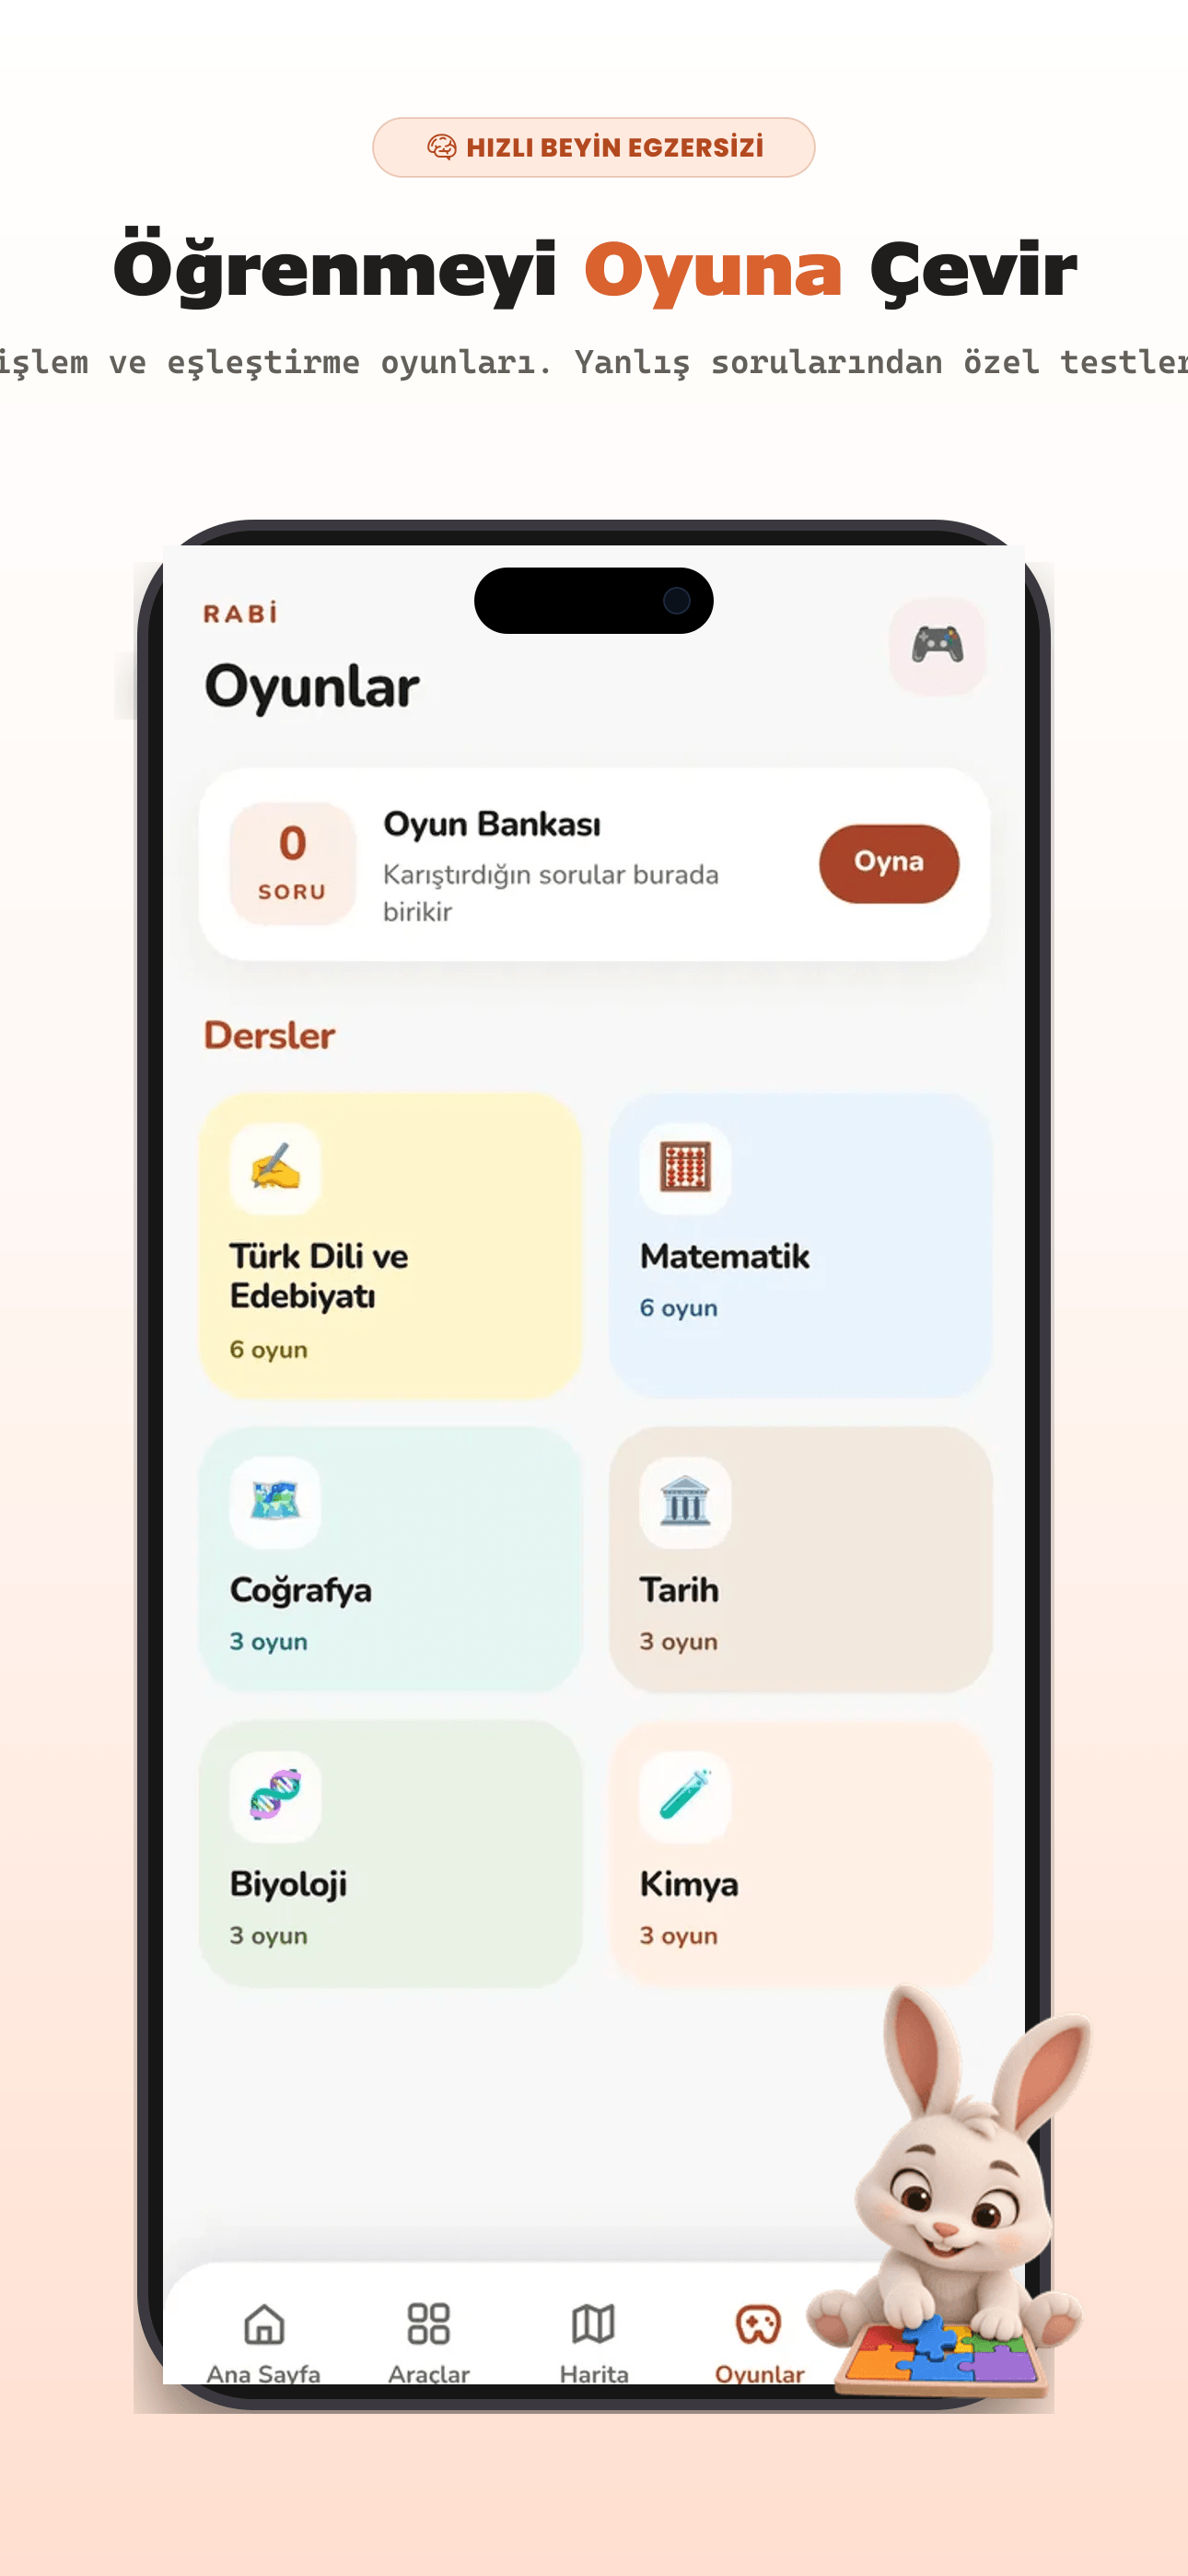 HIZLI BEYİN EGZERSİZİ
Öğrenmeyi Oyuna Çevir
işlem ve eşleştirme oyunları. Yanlış sorularından özel testler
RABİ
Oyunlar
0
SORU
Oyun Bankası
Karıştırdığın sorular burada
birikir
Oyna
Dersler
Türk Dili ve
Edebiyatı
6 oyun
Matematik
6 oyun
Coğrafya
3 oyun
Tarih
3 oyun
Biyoloji
3 oyun
Kimya
3 oyun
Ana Sayfa
Araçlar
Harita
Oyunlar